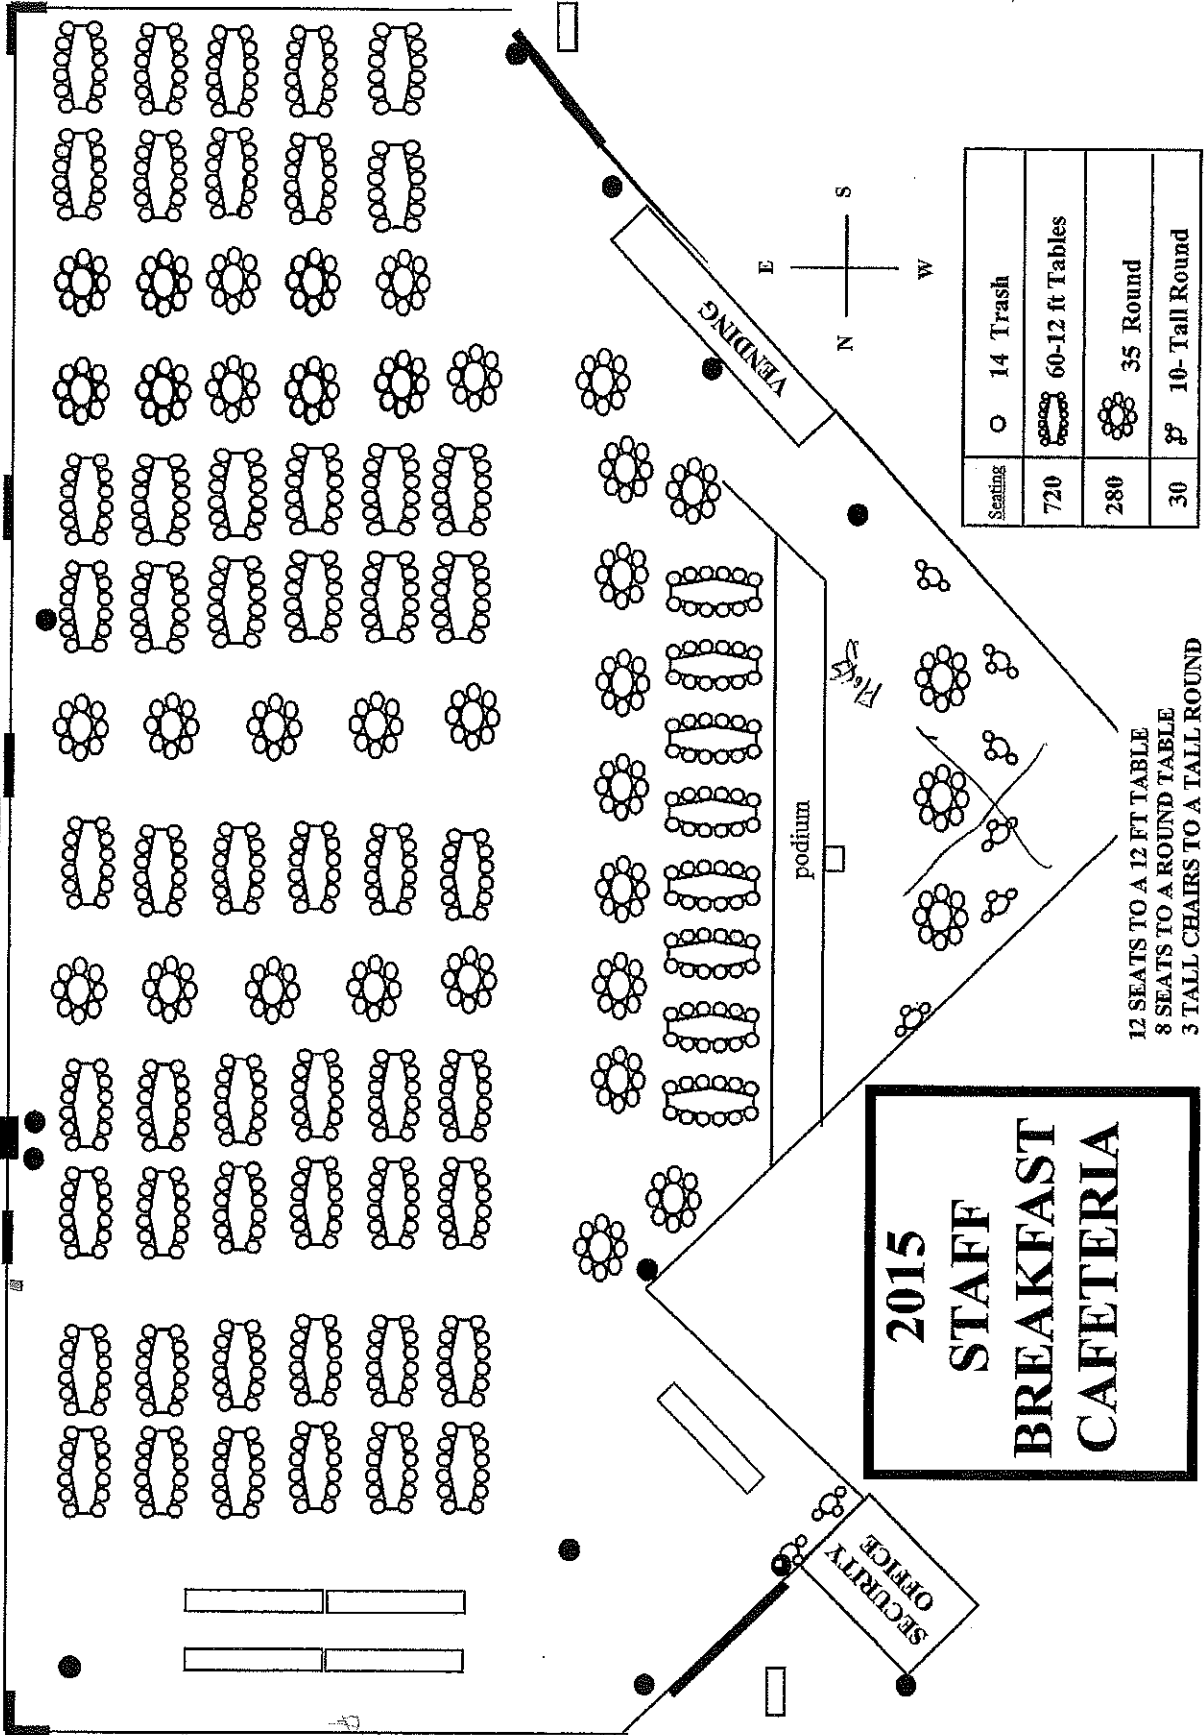 VENDING
E
N
S
W
Seating
14 Trash
720
60-12 ft Tables
280
35 Round
30
10- Tall Round
podium
12 SEATS TO A 12 FT TABLE
8 SEATS TO A ROUND TABLE
3 TALL CHAIRS TO A TALL ROUND
2015
STAFF
BREAKFAST
CAFETERIA
SECURITY
OFFICE